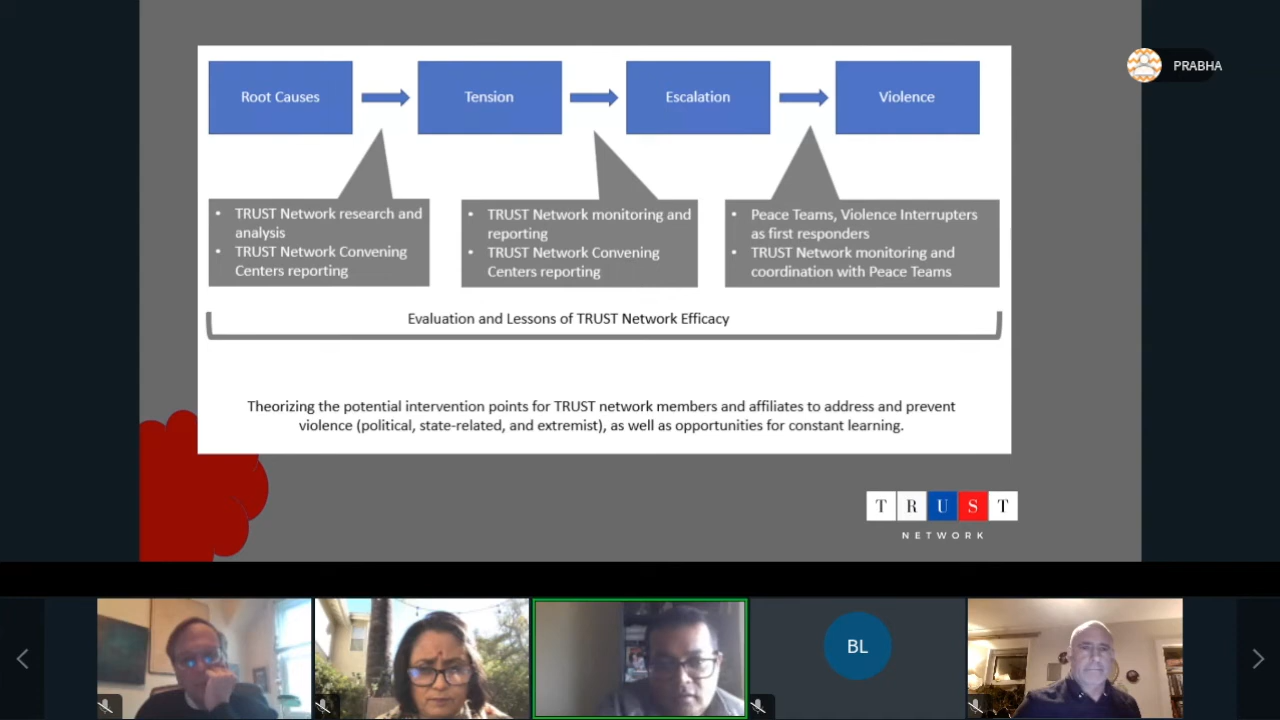 PRABHA
Root Causes
Tension
Escalation
Violence
• TRUST Network research and
analysis
• TRUST Network Convening
Centers reporting
• TRUST Network monitoring and
reporting
• TRUST Network Convening
Centers reporting
• Peace Teams, Violence Interrupters
as first responders
• TRUST Network monitoring and
coordination with Peace Teams
Evaluation and Lessons of TRUST Network Efficacy
Theorizing the potential intervention points for TRUST network members and affiliates to address and prevent
violence (political, state-related, and extremist), as well as opportunities for constant learning.
TRUST
NETWORK
BL